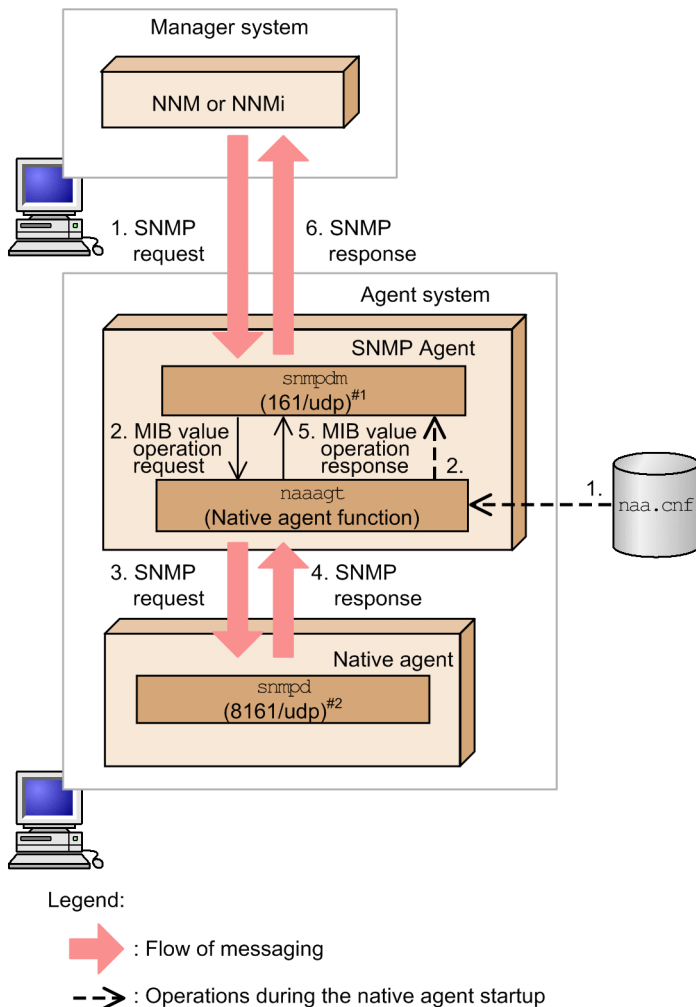 Manager system
NNM or NNMi
1. SNMP
request
6. SNMP
response
Agent system
SNMP Agent
snmpdm
(161/udp)#1
2. MIB value
operation
request
5. MIB value
operation
response
2.
naaagt
(Native agent function)
1.
naa.cnf
3. SNMP
request
4. SNMP
response
Native agent
snmpd
(8161/udp)#2
Legend:
: Flow of messaging
: Operations during the native agent startup